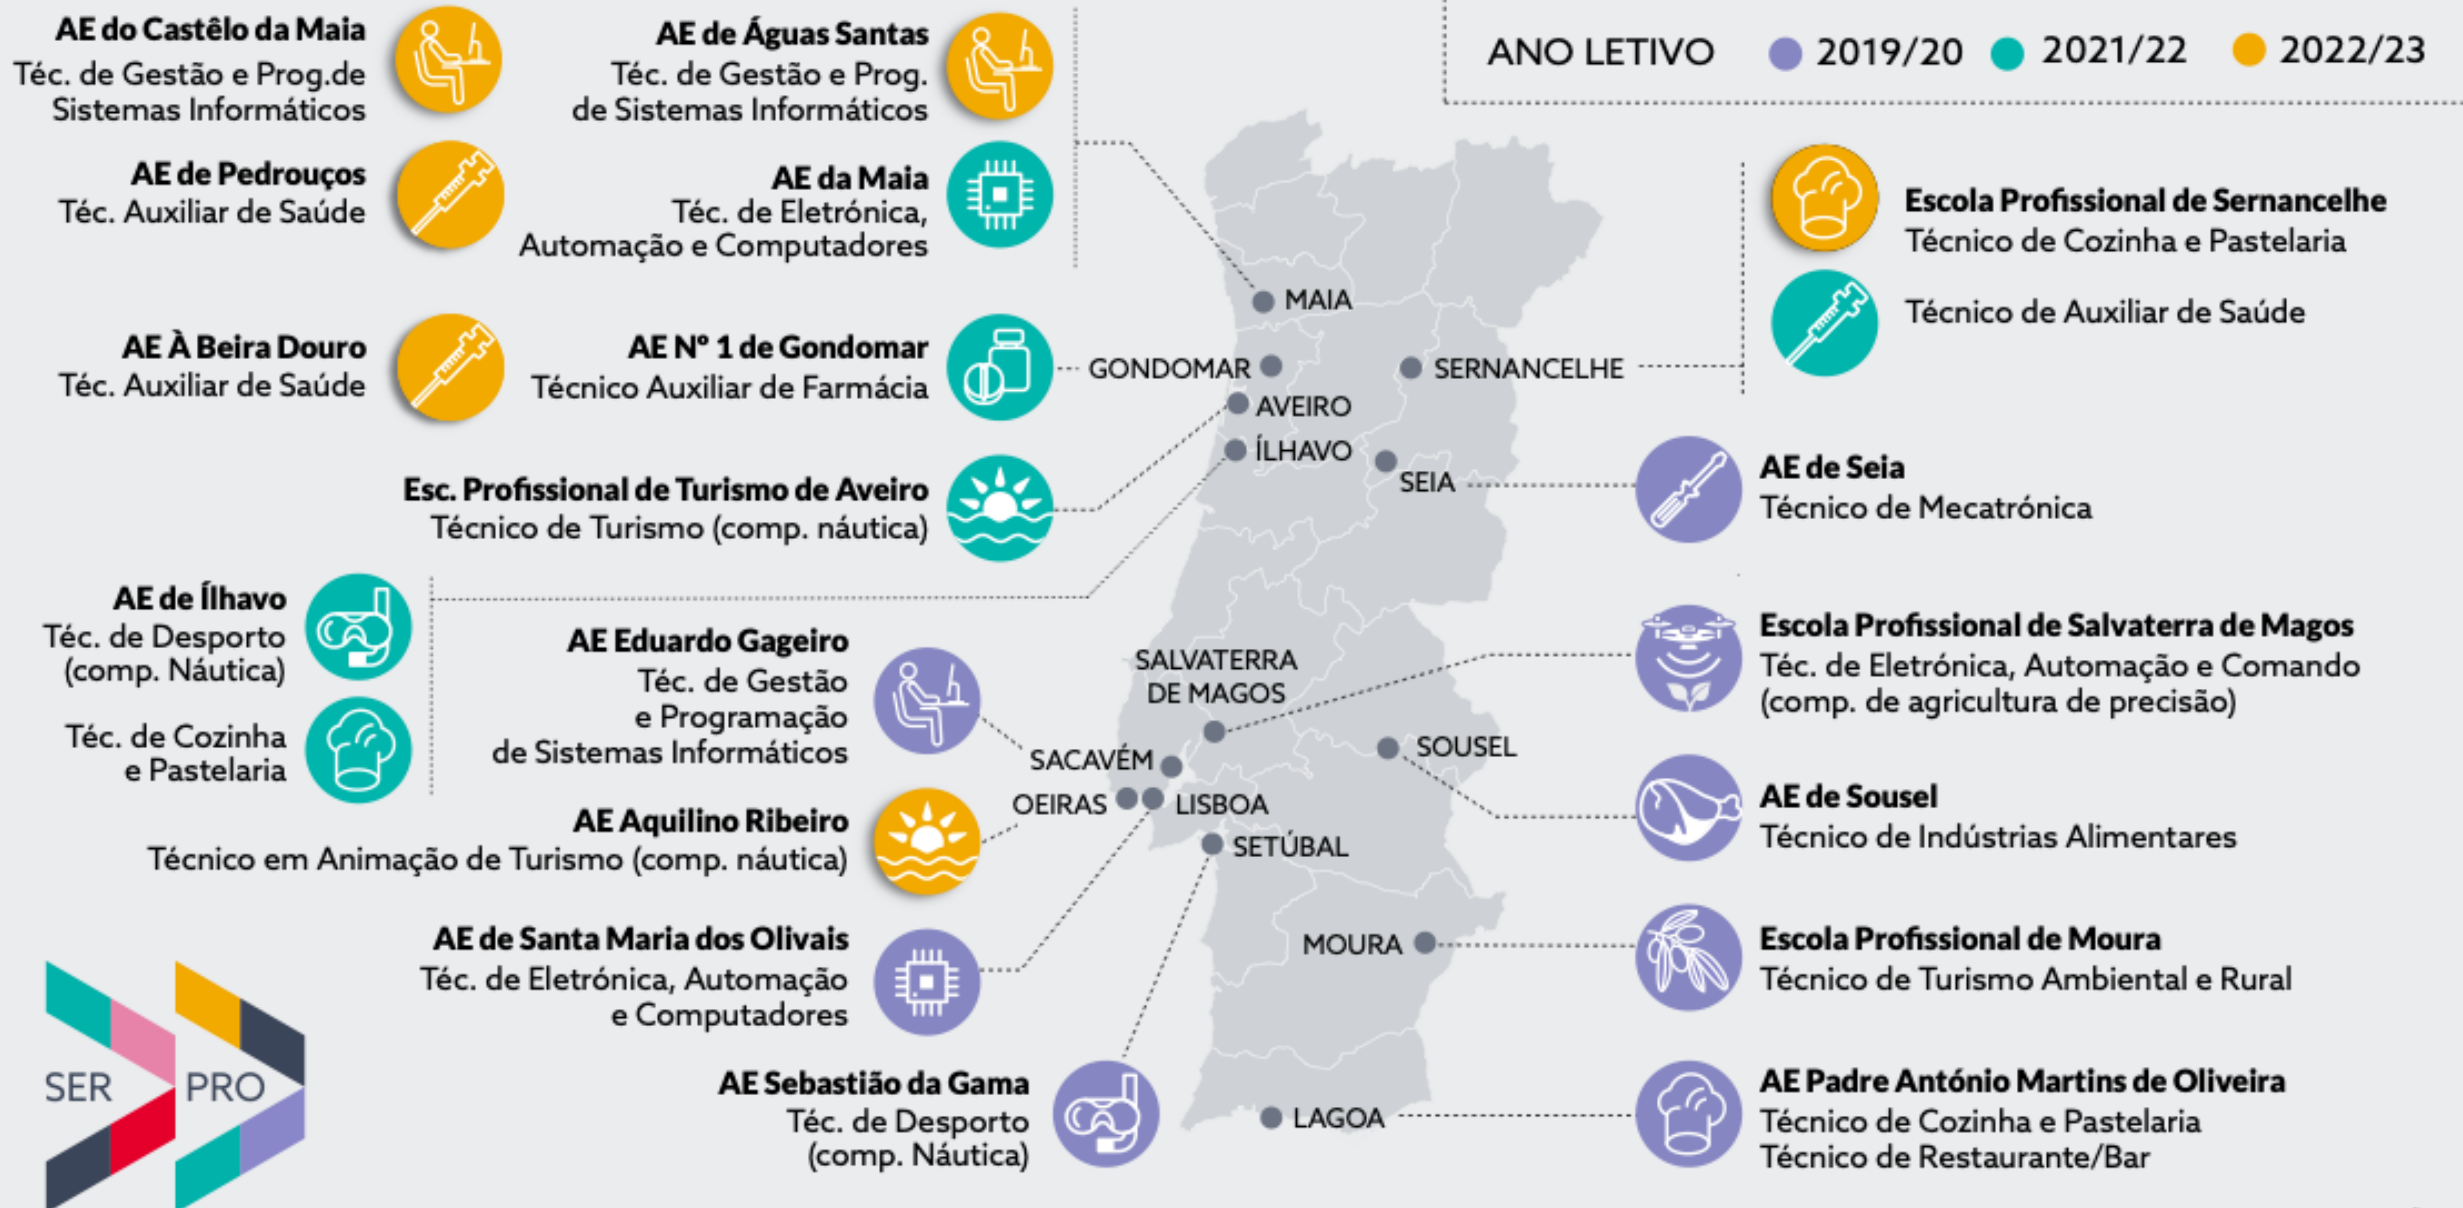 AE do Castêlo da Maia
Téc. de Gestão e Prog.de
Sistemas Informáticos
AE de Águas Santas
Téc. de Gestão e Prog.
de Sistemas Informáticos
ANO LETIVO 2019/20 2021/22 2022/23
AE de Pedrouços
Téc. Auxiliar de Saúde
AE da Maia
Téc. de Eletrónica,
Automação e Computadores
Escola Profissional de Sernancelhe
Técnico de Cozinha e Pastelaria
Técnico de Auxiliar de Saúde
MAIA
AE À Beira Douro
Téc. Auxiliar de Saúde
AE Nº 1 de Gondomar
Técnico Auxiliar de Farmácia
GONDOMAR
SERNANCELHE
AVEIRO
ÍLHAVO
SEIA
Esc. Profissional de Turismo de Aveiro
Técnico de Turismo (comp. náutica)
AE de Seia
Técnico de Mecatrónica
AE de Ílhavo
Téc. de Desporto
(comp. Náutica)
Téc. de Cozinha
e Pastelaria
AE Eduardo Gageiro
Téc. de Gestão
e Programação
de Sistemas Informáticos
SALVATERRA
DE MAGOS
Escola Profissional de Salvaterra de Magos
Téc. de Eletrónica, Automação e Comando
(comp. de agricultura de precisão)
SACAVÉM
SOUSEL
OEIRAS
LISBOA
SETÚBAL
AE de Sousel
Técnico de Indústrias Alimentares
AE Aquilino Ribeiro
Técnico em Animação de Turismo (comp. náutica)
AE de Santa Maria dos Olivais
Téc. de Eletrónica, Automação
e Computadores
MOURA
Escola Profissional de Moura
Técnico de Turismo Ambiental e Rural
SER PRO
AE Sebastião da Gama
Téc. de Desporto
(comp. Náutica)
LAGOA
AE Padre António Martins de Oliveira
Técnico de Cozinha e Pastelaria
Técnico de Restaurante/Bar